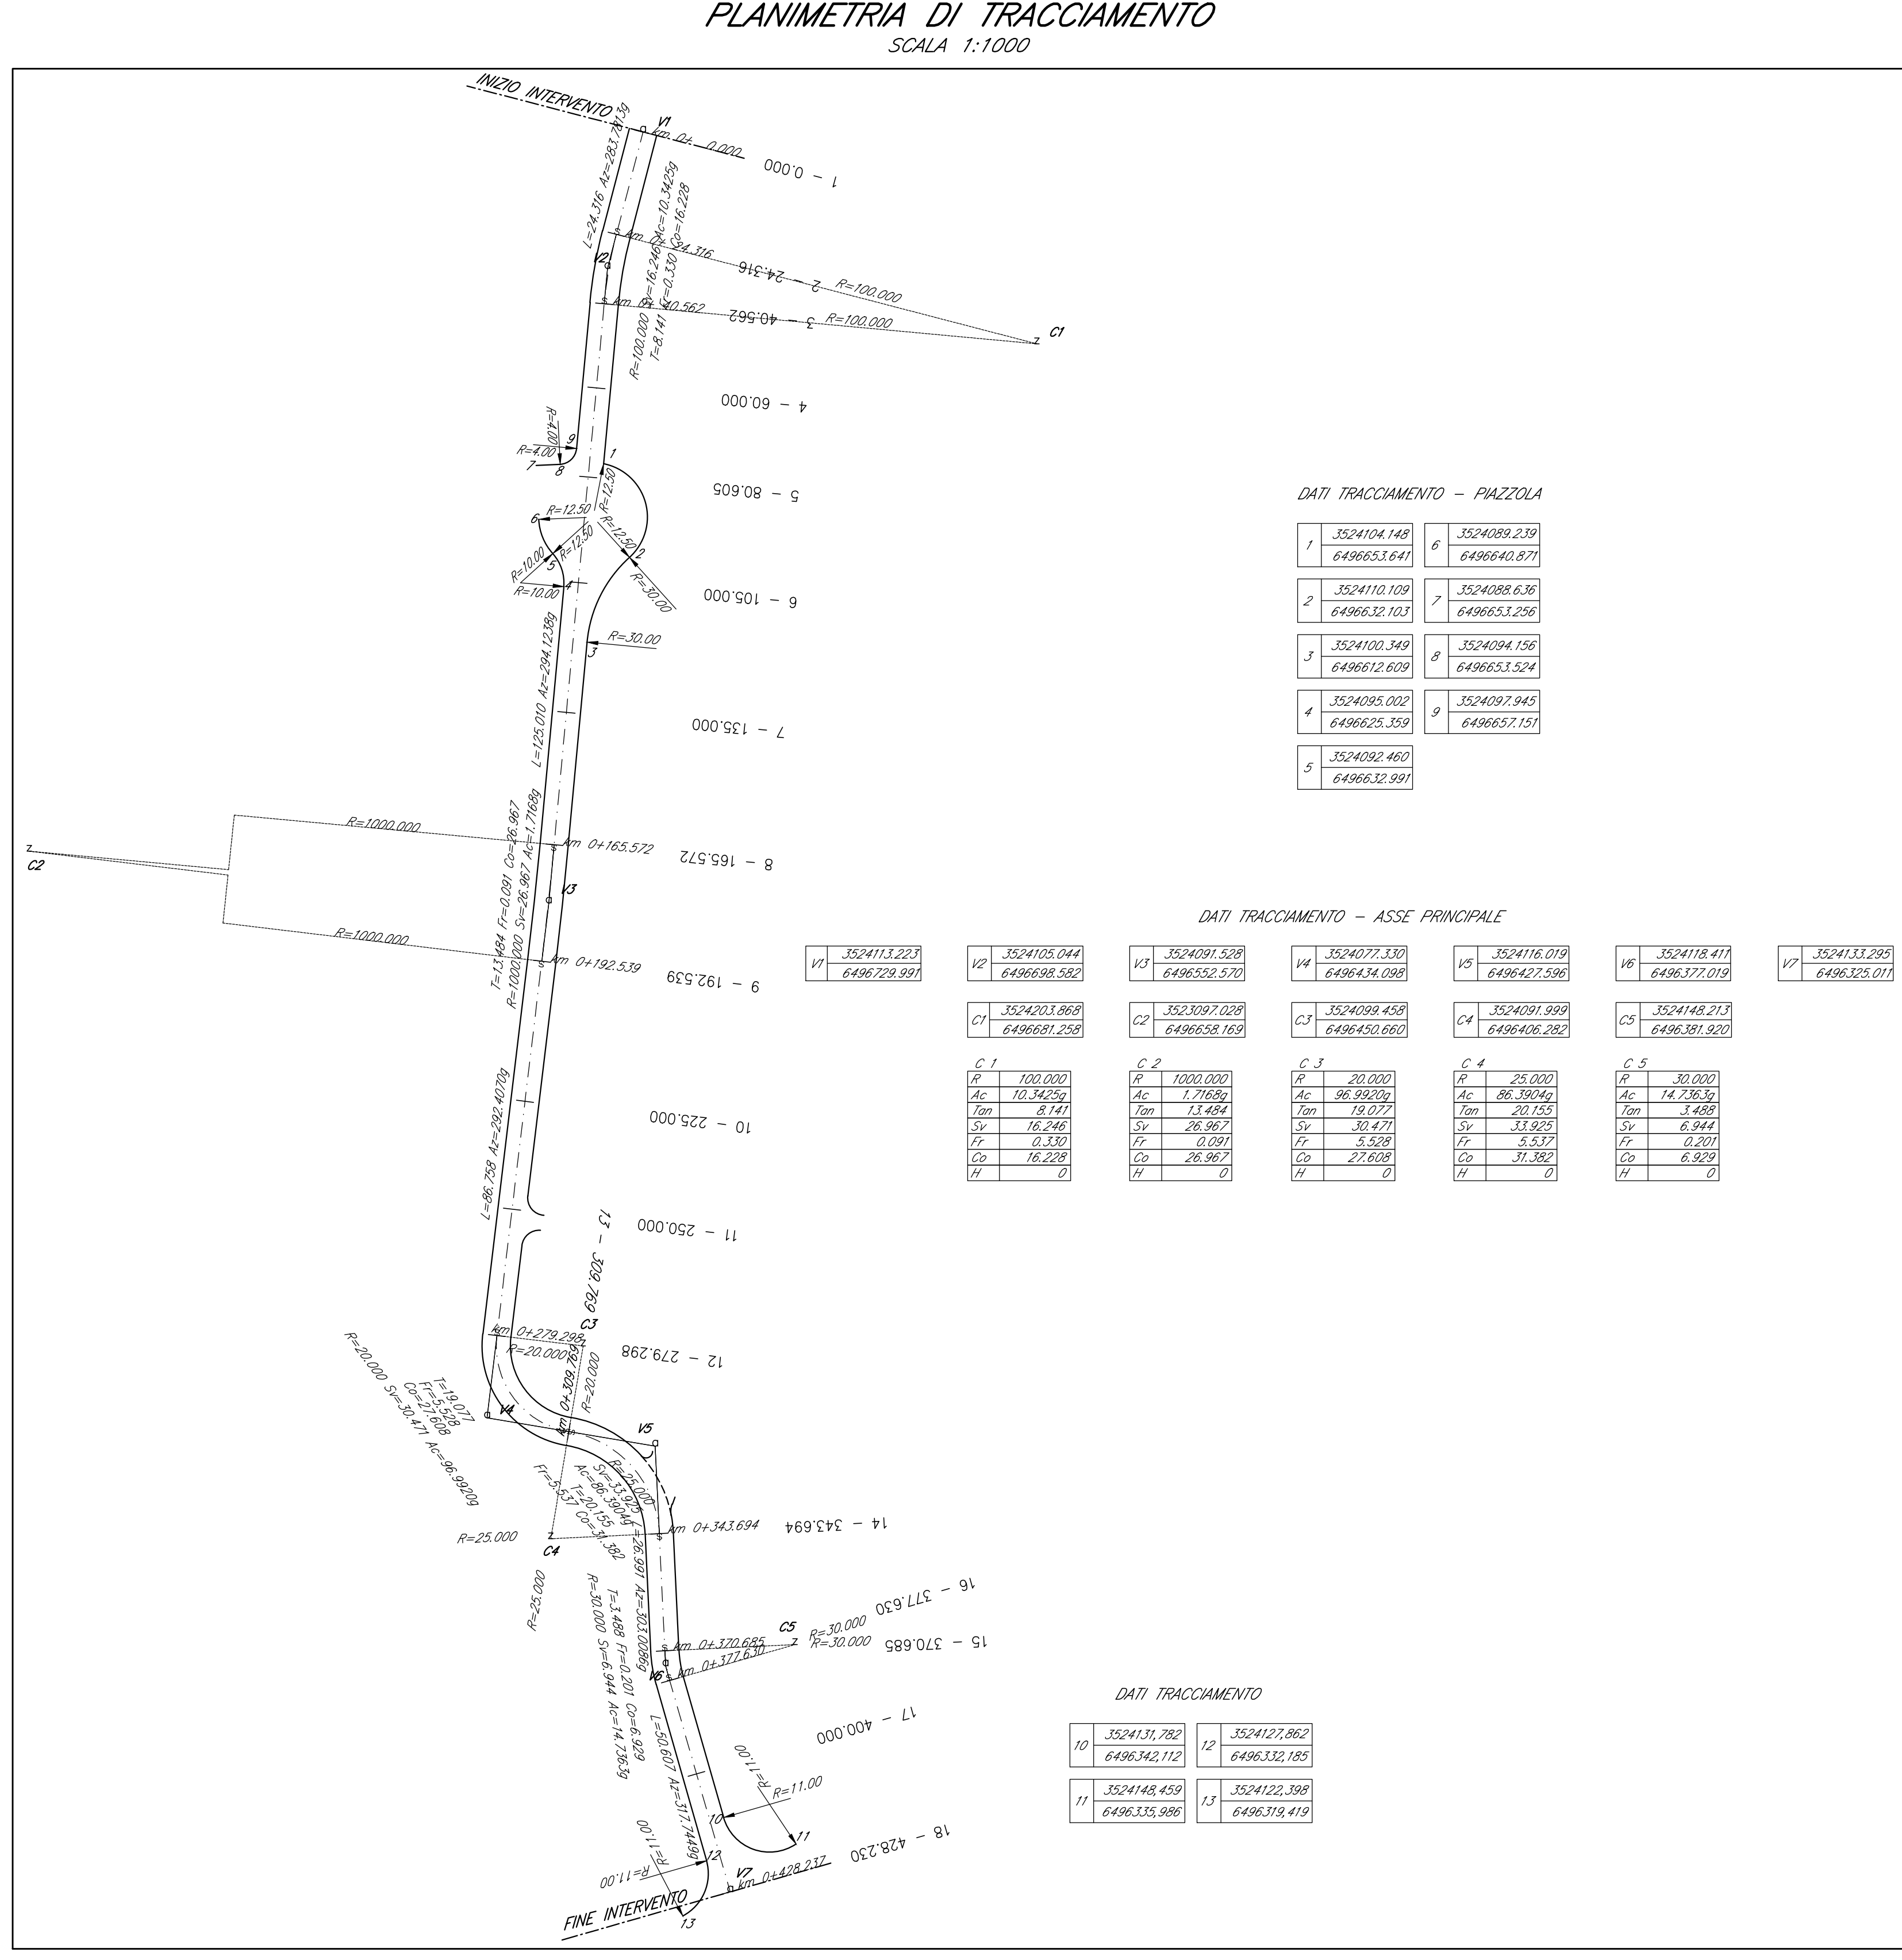 PLANIMETRIA DI TRACCIAMENTO
SCALA 1:1000
INIZIO INTERVENTO
V1
km 0+ 0.000
1 - 0.000
L=24.316 Az=283.7813g
R=100.000 Sv=16.246 Ac=10.3425g
T=8.141 Fr=0.330 Co=16.228
km 0+ 24.316
V2
2 - 24.316
R=100.000
km 0+ 40.562
3 - 40.562
R=100.000
C1
4 - 60.000
R=4.00
R=4.00
9
7
8
1
5 - 80.605
R=12.50
R=12.50
6
R=12.50
R=12.50
2
R=10.00
5
4
R=10.00
R=30.00
6 - 105.000
R=30.00
3
L=125.010 Az=294.1238g
7 - 135.000
DATI TRACCIAMENTO - PIAZZOLA
1 3524104.148 6496653.641
6 3524089.239 6496640.871
2 3524110.109 6496632.103
7 3524088.636 6496653.256
3 3524100.349 6496612.609
8 3524094.156 6496653.524
4 3524095.002 6496625.359
9 3524097.945 6496657.151
5 3524092.460 6496632.991
R=1000.000
km 0+165.572
8 - 165.572
C2
V3
T=13.484 Fr=0.091 Co=26.967
R=1000.000 Sv=26.967 Ac=1.7168g
R=1000.000
km 0+192.539
9 - 192.539
DATI TRACCIAMENTO - ASSE PRINCIPALE
V1 3524113.223 6496729.991
V2 3524105.044 6496698.582
V3 3524091.528 6496552.570
V4 3524077.330 6496434.098
V5 3524116.019 6496427.596
V6 3524118.411 6496377.019
V7 3524133.295 6496325.011
C1 3524203.868 6496681.258
C2 3523097.028 6496658.169
C3 3524099.458 6496450.660
C4 3524091.999 6496406.282
C5 3524148.213 6496381.920
C 1
R 100.000
Ac 10.3425g
Tan 8.141
Sv 16.246
Fr 0.330
Co 16.228
H 0
C 2
R 1000.000
Ac 1.7168g
Tan 13.484
Sv 26.967
Fr 0.091
Co 26.967
H 0
C 3
R 20.000
Ac 96.9920g
Tan 19.077
Sv 30.471
Fr 5.528
Co 27.608
H 0
C 4
R 25.000
Ac 86.3904g
Tan 20.155
Sv 33.925
Fr 5.537
Co 31.382
H 0
C 5
R 30.000
Ac 14.7363g
Tan 3.488
Sv 6.944
Fr 0.201
Co 6.929
H 0
L=86.758 Az=292.4070g
10 - 225.000
11 - 250.000
13 - 309.769
km 0+279.298
C3
R=20.000
12 - 279.298
km 0+309.769
R=20.000
T=19.077
Fr=5.528
Co=27.608
R=20.000 Sv=30.471 Ac=96.9920g
V4
V5
R=25.000
Sv=33.925
Ac=86.3904g
T=20.155
Fr=5.537 Co=31.382
R=25.000
C4
km 0+343.694
14 - 343.694
R=25.000
L=26.991 Az=303.0086g
T=3.488 Fr=0.201 Co=6.929
R=30.000 Sv=6.944 Ac=14.7363g
16 - 377.630
C5
R=30.000
R=30.000
km 0+370.685
15 - 370.685
km 0+377.630
V6
L=50.607 Az=317.7449g
17 - 400.000
R=11.00
R=11.00
10
11
DATI TRACCIAMENTO
10 3524131,782 6496342,112
12 3524127,862 6496332,185
11 3524148,459 6496335,986
13 3524122,398 6496319,419
R=11.00
R=11.00
12
18 - 428.230
V7
km 0+428.237
FINE INTERVENTO
13